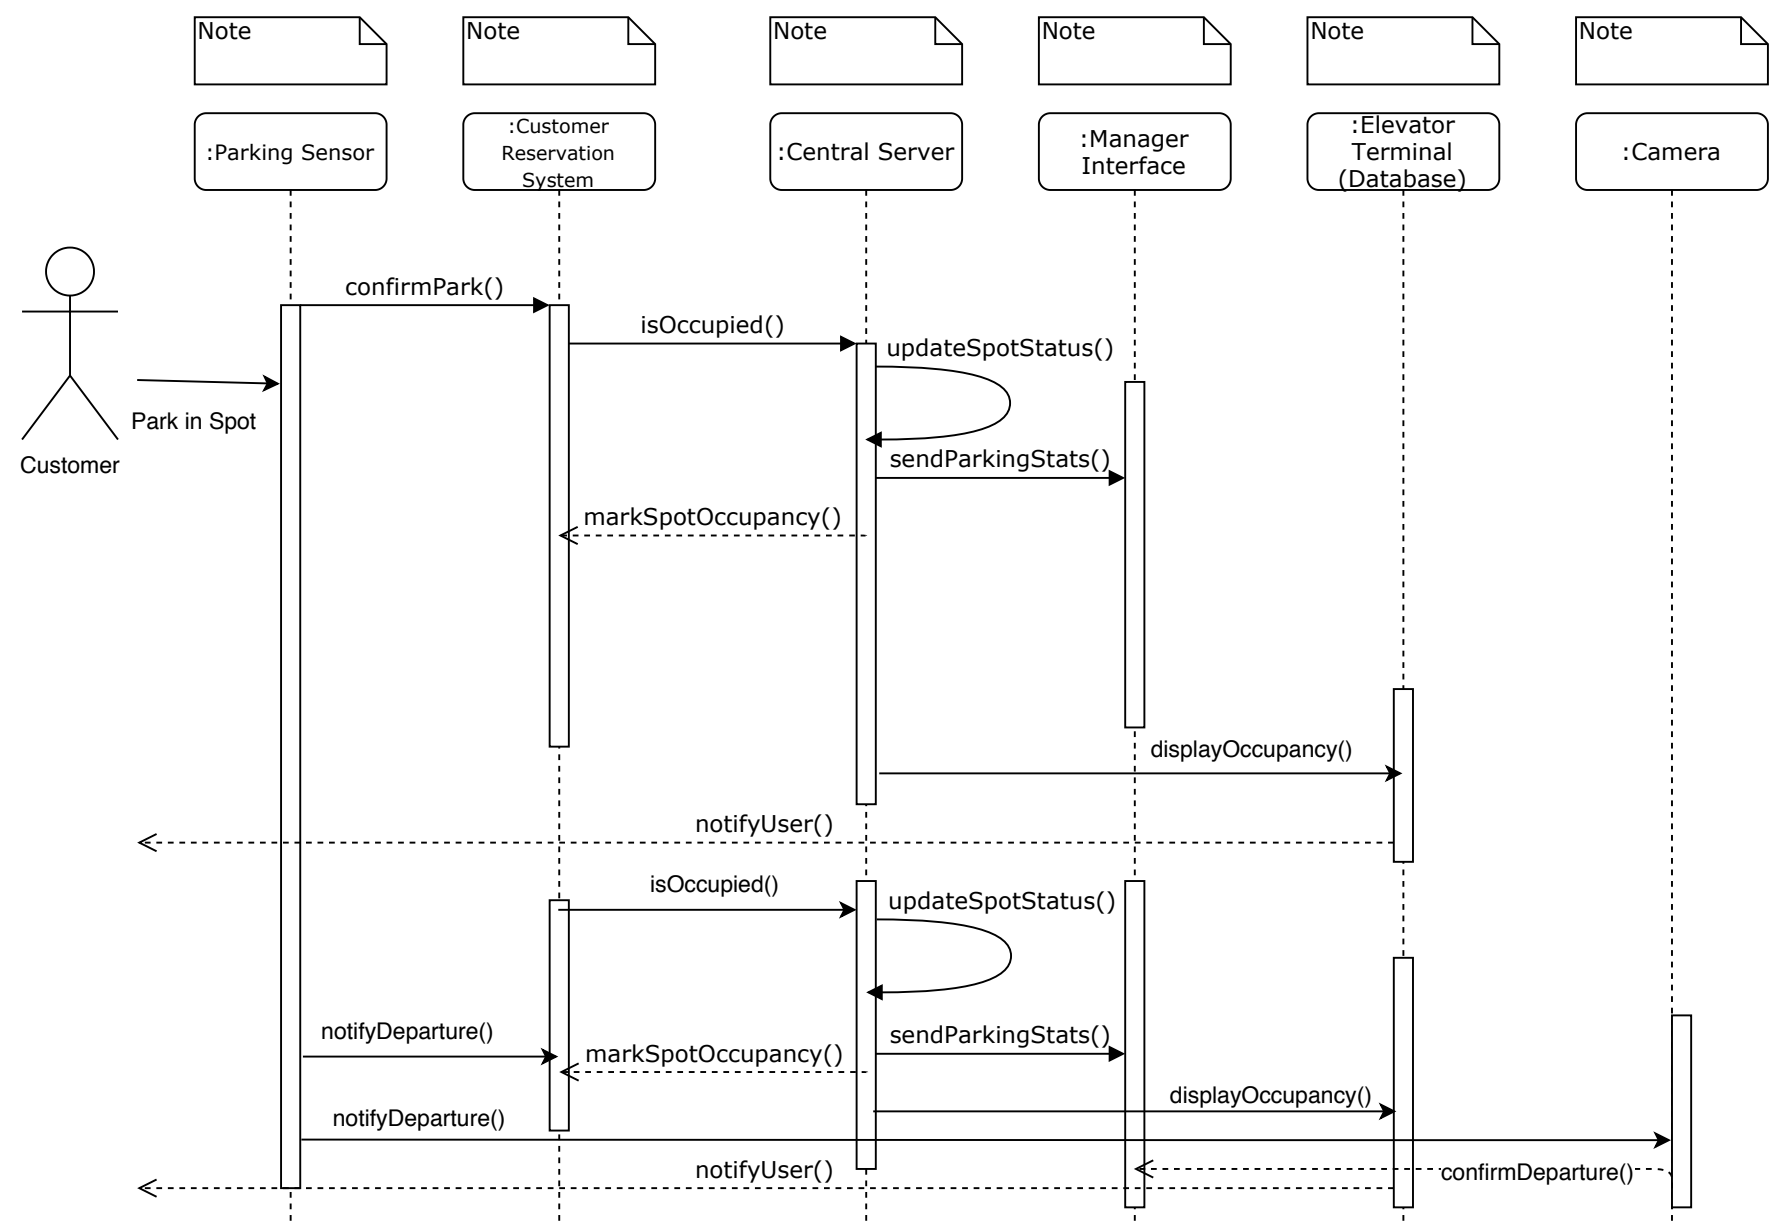 Note
Note
Note
Note
Note
Note
:Parking Sensor
:Customer
Reservation
System
:Central Server
:Manager
Interface
:Elevator
Terminal
(Database)
:Camera
confirmPark()
isOccupied()
updateSpotStatus()
Park in Spot
Customer
sendParkingStats()
markSpotOccupancy()
displayOccupancy()
notifyUser()
isOccupied()
updateSpotStatus()
notifyDeparture()
sendParkingStats()
markSpotOccupancy()
displayOccupancy()
notifyDeparture()
notifyUser()
confirmDeparture()